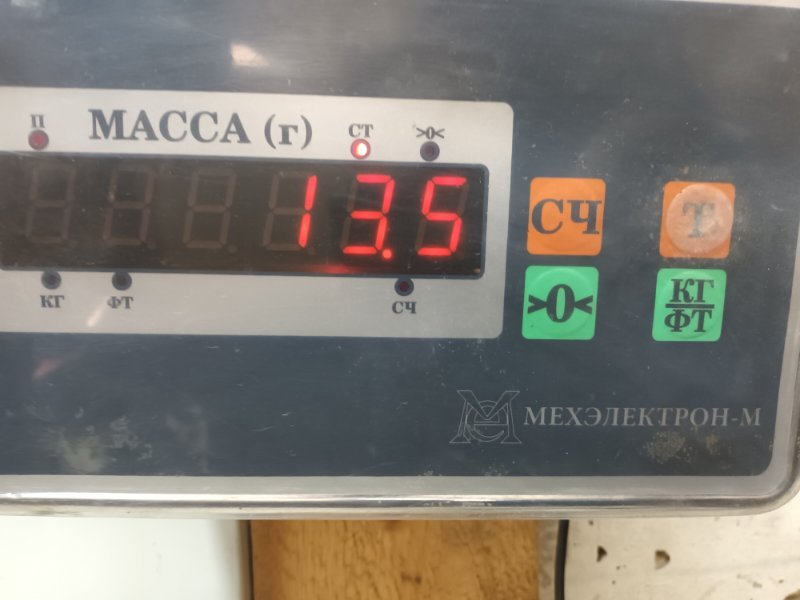 П МАССА (г) СТ >0<
13.5
КГ ФТ СЧ
СЧ Т
>0< КГ
ФТ
МЕХЭЛЕКТРОН-М